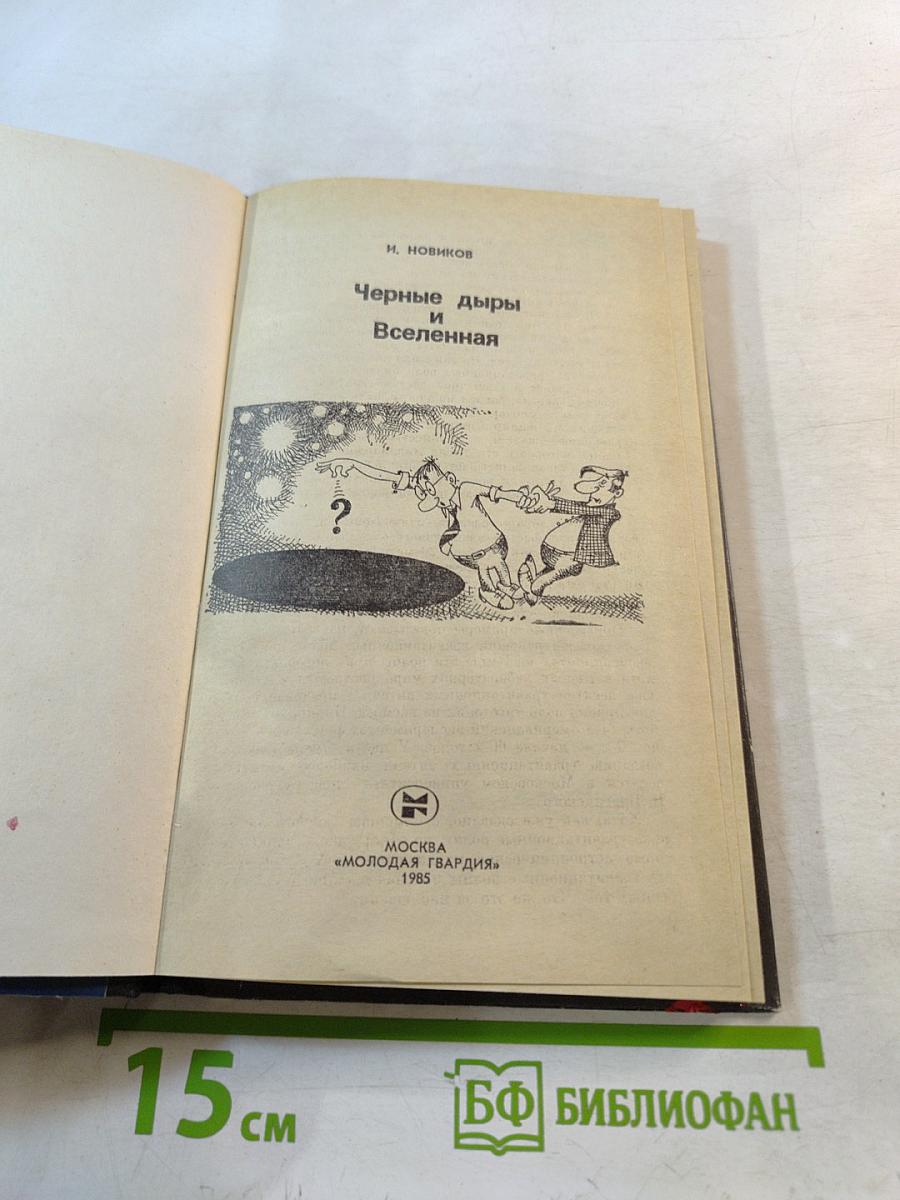 И. НОВИКОВ
Черные дыры
и
Вселенная
?
МОСКВА
«МОЛОДАЯ ГВАРДИЯ»
1985
15 см
БФ БИБЛИОФАН